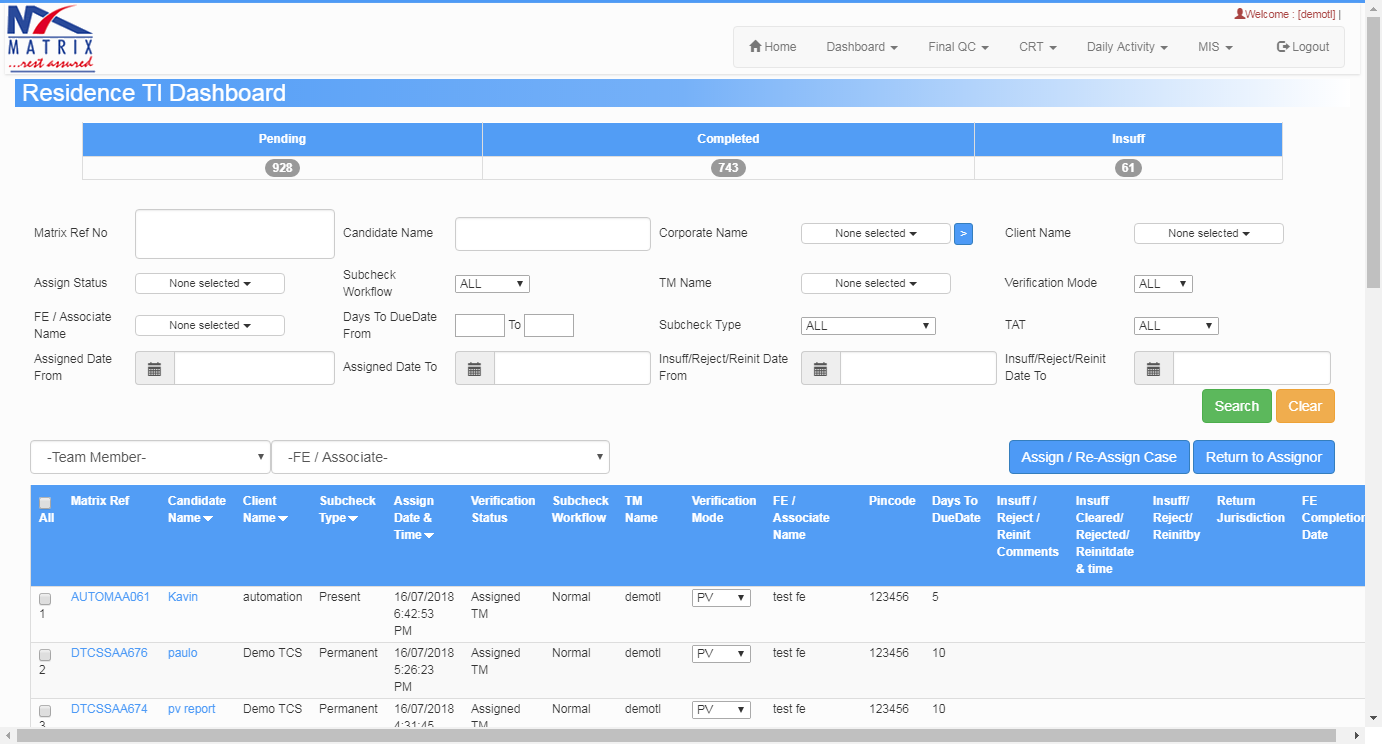 MATRIX
...rest assured
Welcome : [demotl] |
Home Dashboard Final QC CRT Daily Activity MIS Logout
Residence Tl Dashboard
Pending Completed Insuff
928 743 61
Matrix Ref No Candidate Name Corporate Name None selected > Client Name None selected
Assign Status None selected Subcheck Workflow ALL TM Name None selected Verification Mode ALL
FE / Associate Name None selected Days To DueDate From To Subcheck Type ALL TAT ALL
Assigned Date From Assigned Date To Insuff/Reject/Reinit Date From Insuff/Reject/Reinit Date To
Search Clear
-Team Member- -FE / Associate- Assign / Re-Assign Case Return to Assignor
All Matrix Ref Candidate Name Client Name Subcheck Type Assign Date & Time Verification Status Subcheck Workflow TM Name Verification Mode FE / Associate Name Pincode Days To DueDate Insuff / Reject / Reinit Comments Insuff Cleared/ Rejected/ Reinitdate & time Insuff/ Reject/ Reinitby Return Jurisdiction FE Completion Date
1 AUTOMAA061 Kavin automation Present 16/07/2018 6:42:53 PM Assigned TM Normal demotl PV test fe 123456 5
2 DTCSSAA676 paulo Demo TCS Permanent 16/07/2018 5:26:23 PM Assigned TM Normal demotl PV test fe 123456 10
3 DTCSSAA674 pv report Demo TCS Permanent 16/07/2018 4:31:45 Assigned TM Normal demotl PV test fe 123456 10